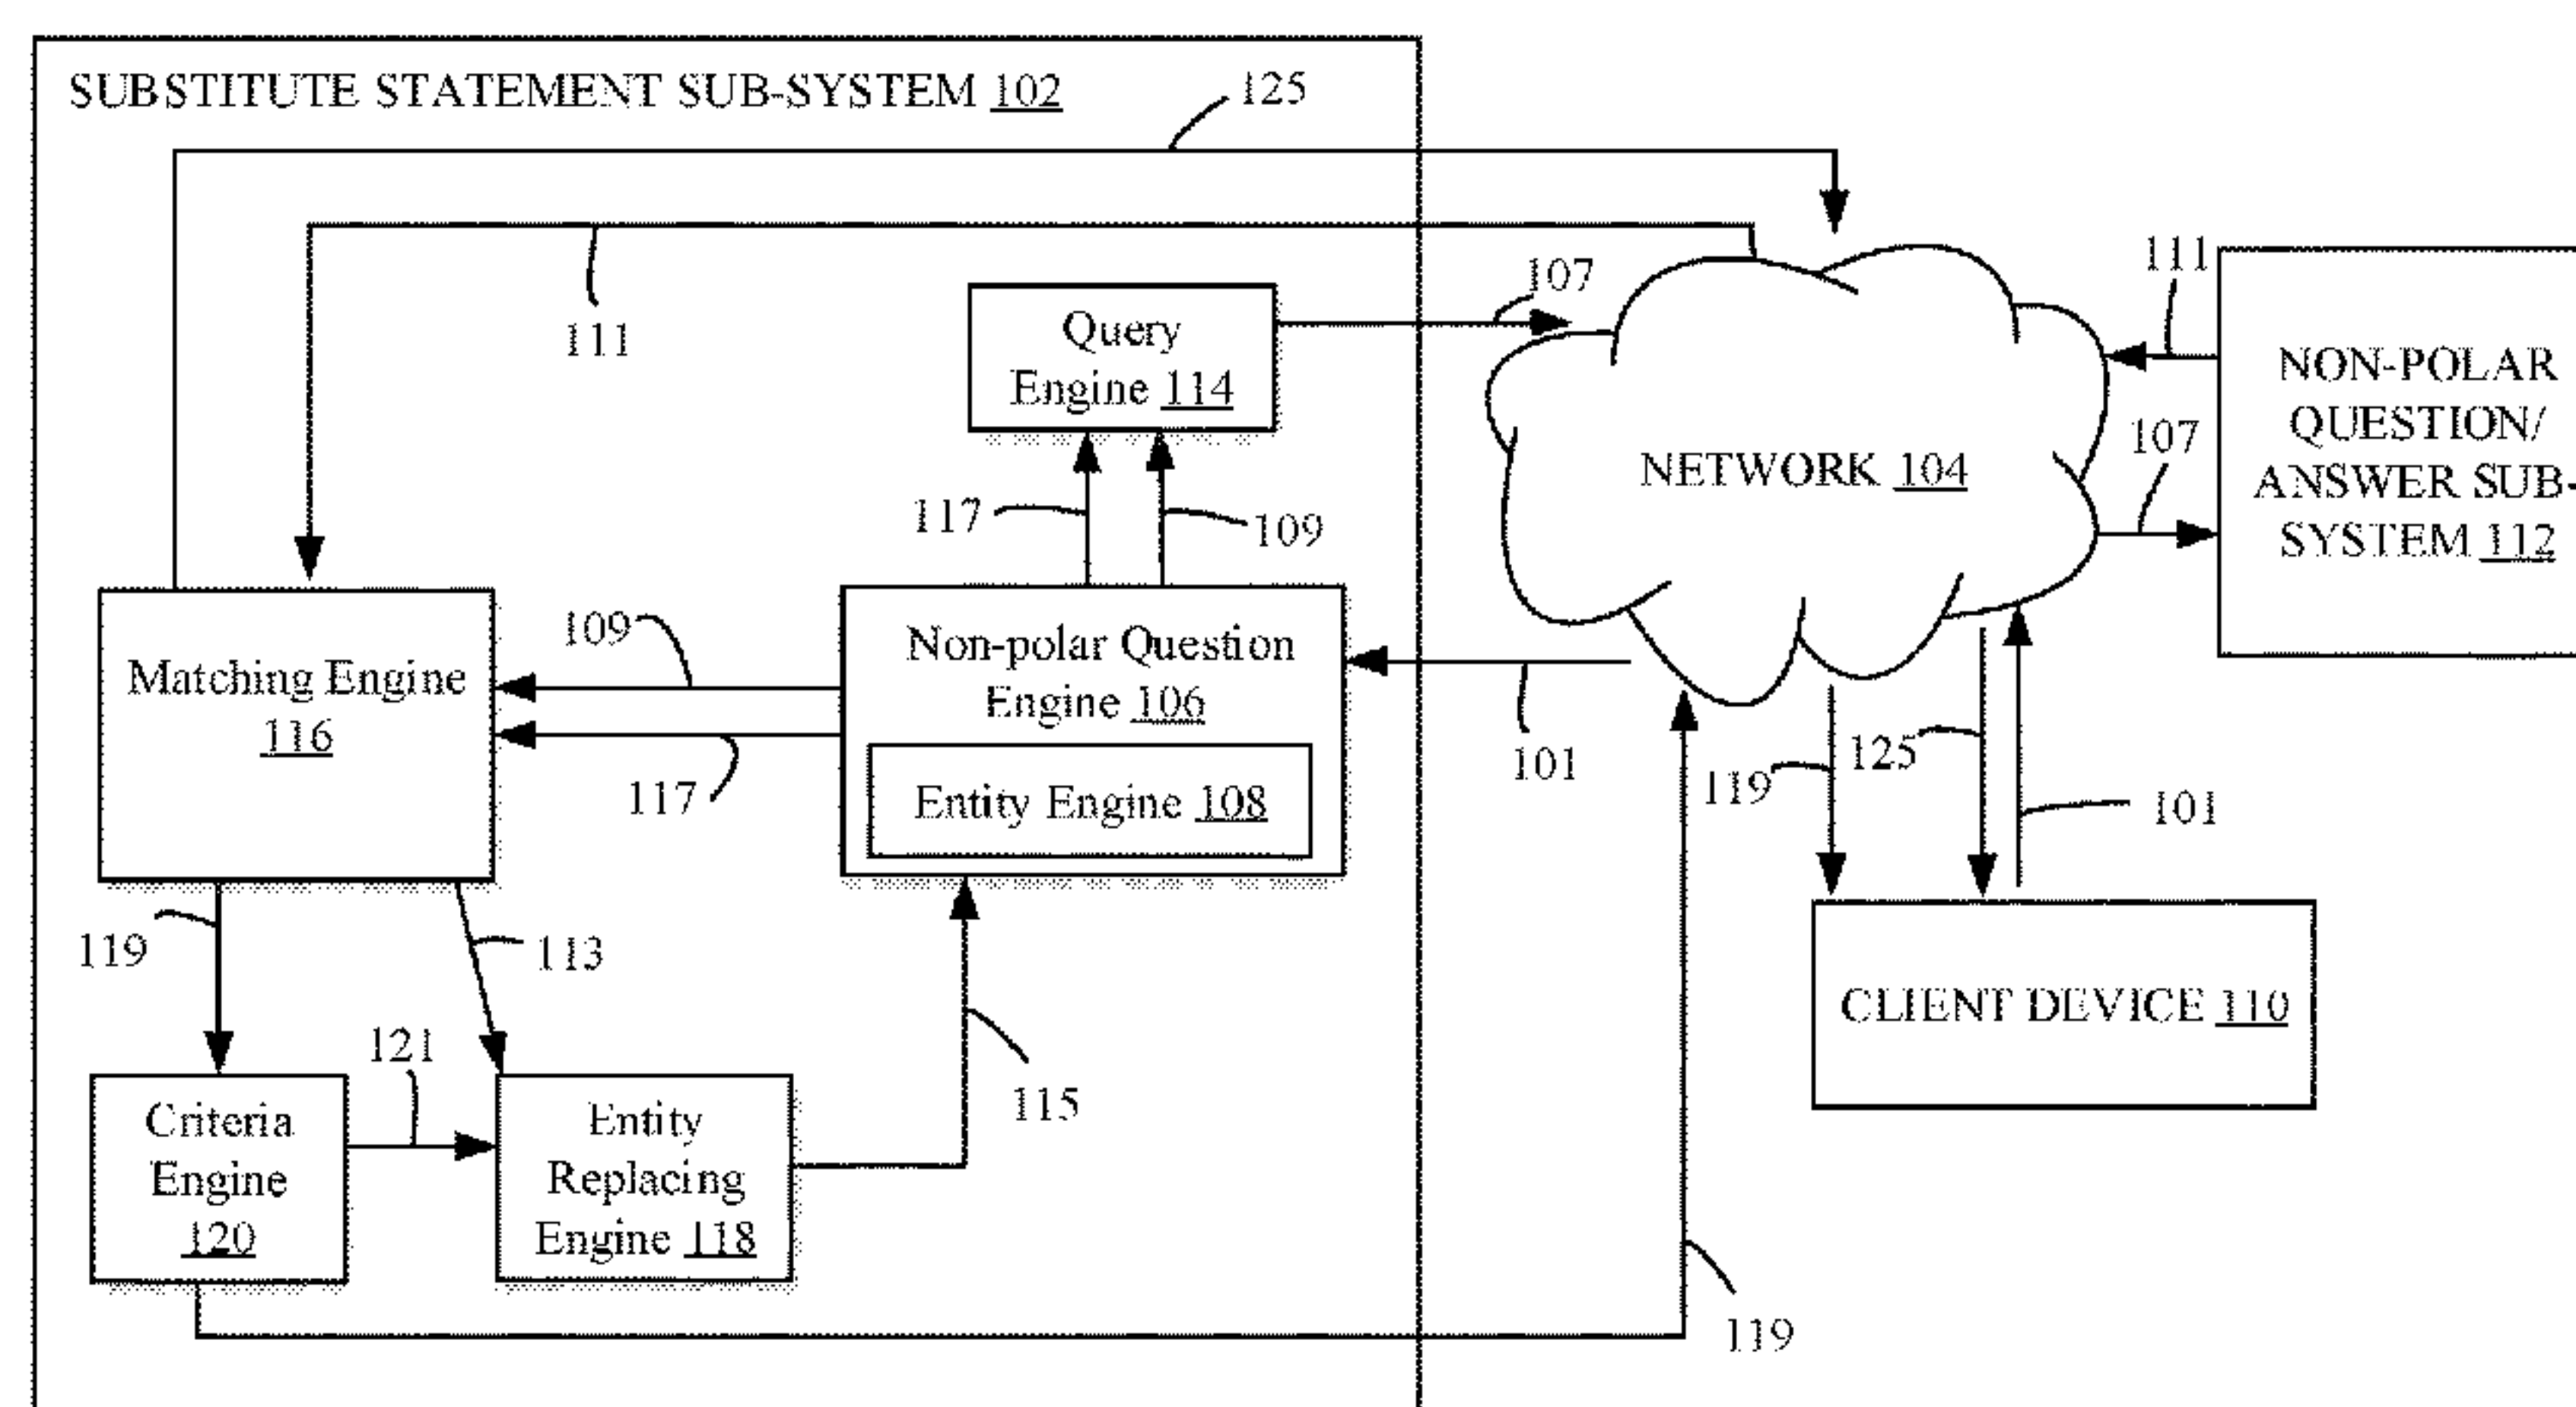 SUBSTITUTE STATEMENT SUB-SYSTEM 102
125
111
107
Query
Engine 114
111
NON-POLAR
QUESTION/
ANSWER SUB-
SYSTEM 112
107
NETWORK 104
117
109
109
Matching Engine
116
117
Non-polar Question
Engine 106
Entity Engine 108
101
119
125
101
119
113
CLIENT DEVICE 110
121
115
Criteria
Engine
120
Entity
Replacing
Engine 118
119